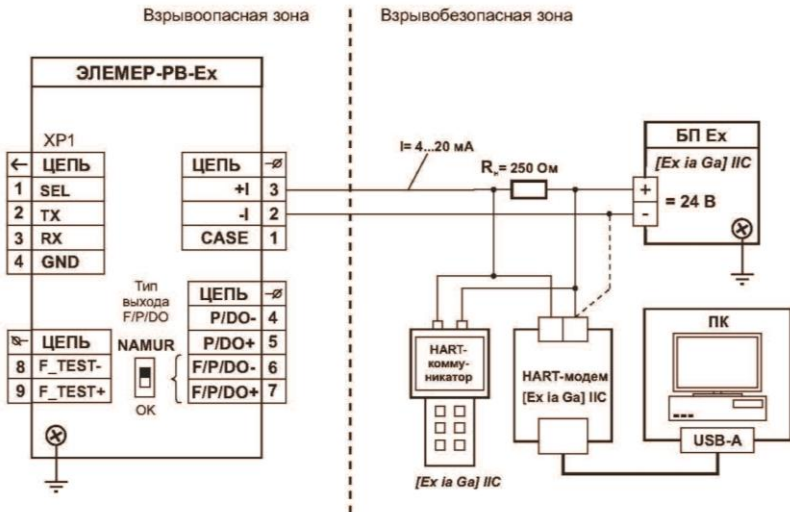 Взрывоопасная зона
Взрывобезопасная зона
ЭЛЕМЕР-РВ-Ex
XP1
ЦЕПЬ
1 SEL
2 TX
3 RX
4 GND
ЦЕПЬ
+I 3
-I 2
CASE 1
Тип
выхода
F/P/DO
ЦЕПЬ
P/DO- 4
P/DO+ 5
F/P/DO- 6
F/P/DO+ 7
ЦЕПЬ
8 F_TEST-
9 F_TEST+
NAMUR
ОК
I= 4...20 мА
Rн= 250 Ом
БП Ex
[Ex ia Ga] IIC
+
-
= 24 В
HART-
комму-
никатор
[Ex ia Ga] IIC
HART-модем
[Ex ia Ga] IIC
ПК
USB-A